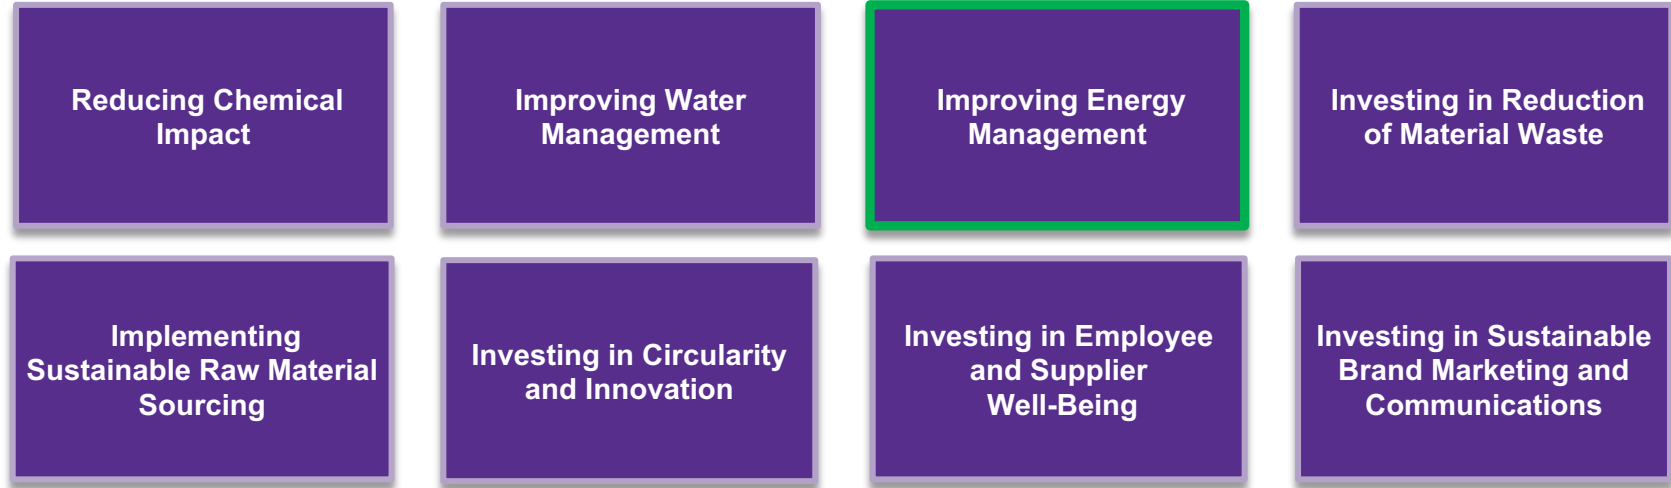 Reducing Chemical
Impact
Improving Water
Management
Improving Energy
Management
Investing in Reduction
of Material Waste
Implementing
Sustainable Raw Material
Sourcing
Investing in Circularity
and Innovation
Investing in Employee
and Supplier
Well-Being
Investing in Sustainable
Brand Marketing and
Communications